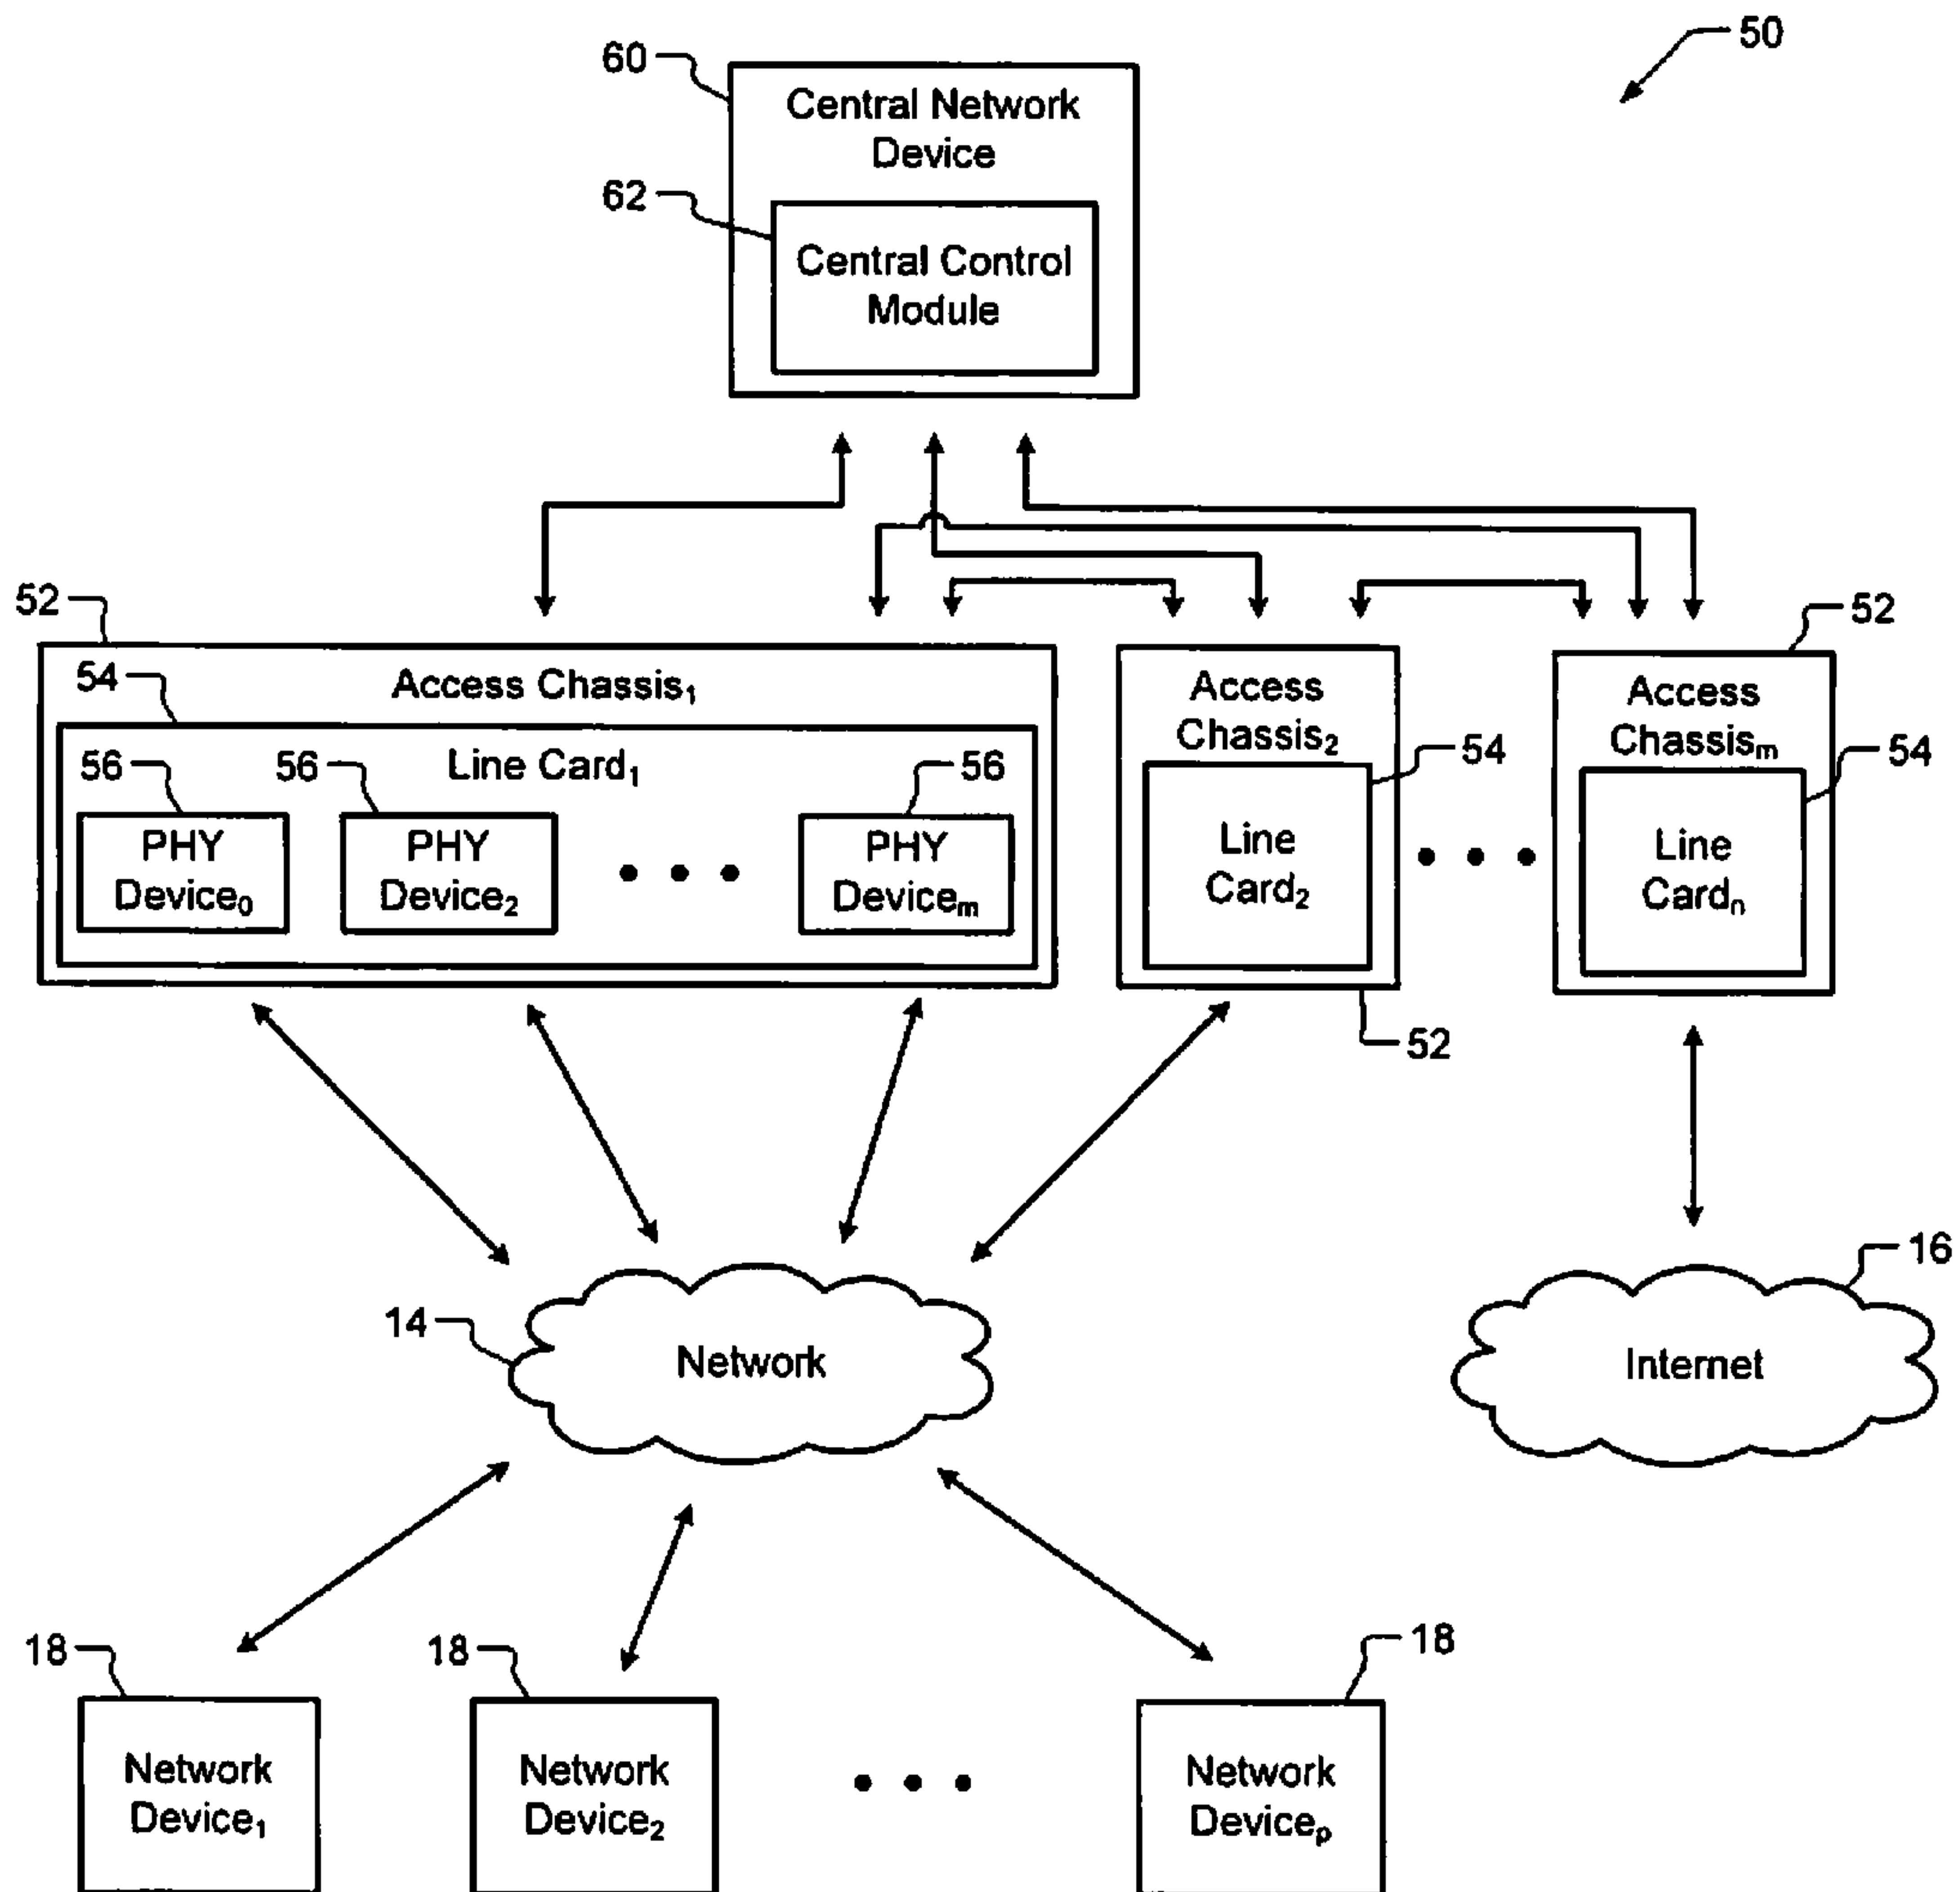 50
60
Central Network
Device
62
Central Control
Module
52
52
54
Access Chassis₁
Access
Chassis₂
Access
Chassisₘ
56
56
Line Card₁
56
54
54
PHY
Device₀
PHY
Device₂
• • •
PHY
Deviceₘ
Line
Card₂
• • •
Line
Cardₙ
52
16
14
Network
Internet
18
18
18
Network
Device₁
Network
Device₂
• • •
Network
Deviceₚ